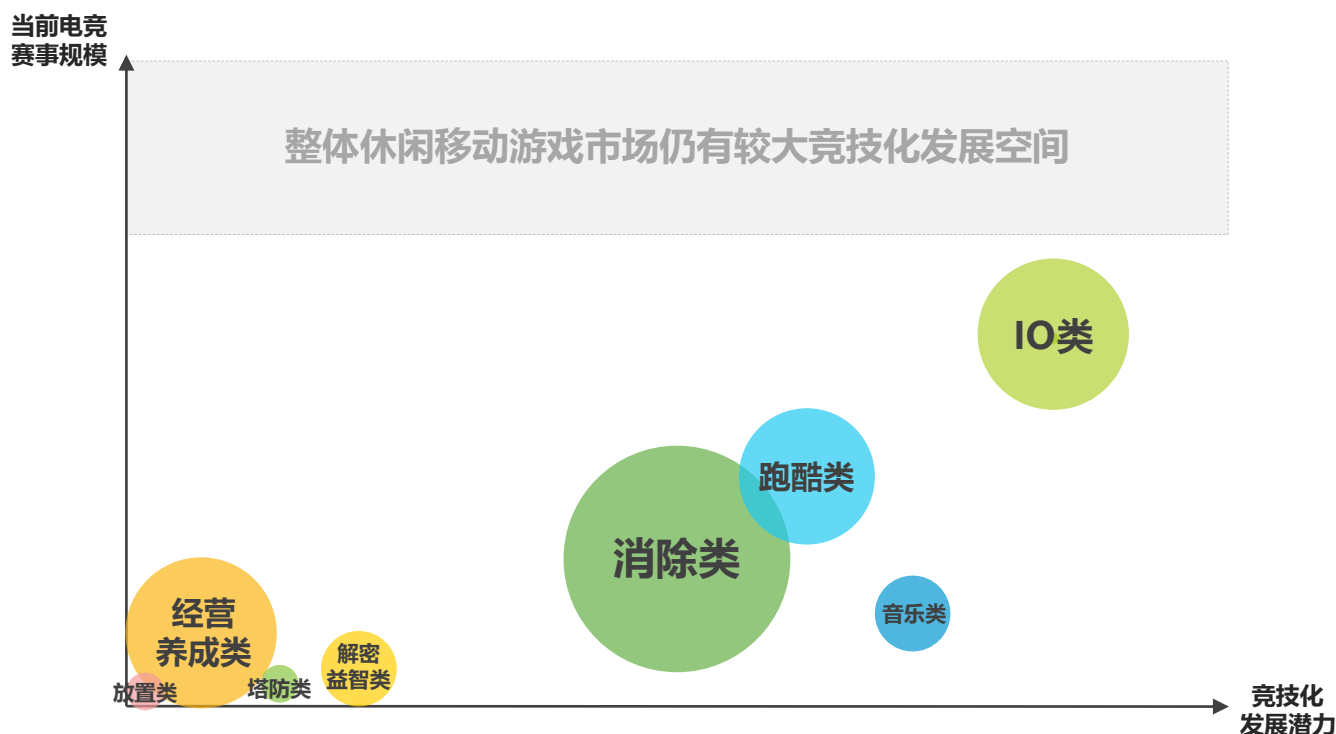 当前电竞
赛事规模
整体休闲移动游戏市场仍有较大竞技化发展空间
IO类
跑酷类
消除类
音乐类
经营
养成类
解密
益智类
塔防类
放置类
竞技化
发展潜力